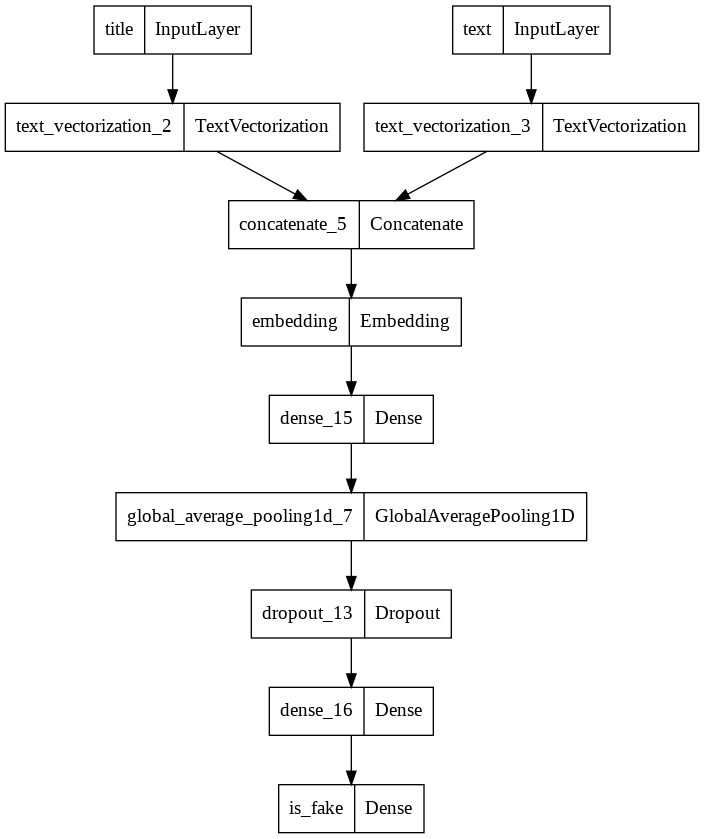 title InputLayer text InputLayer
text_vectorization_2 TextVectorization text_vectorization_3 TextVectorization
concatenate_5 Concatenate
embedding Embedding
dense_15 Dense
global_average_pooling1d_7 GlobalAveragePooling1D
dropout_13 Dropout
dense_16 Dense
is_fake Dense